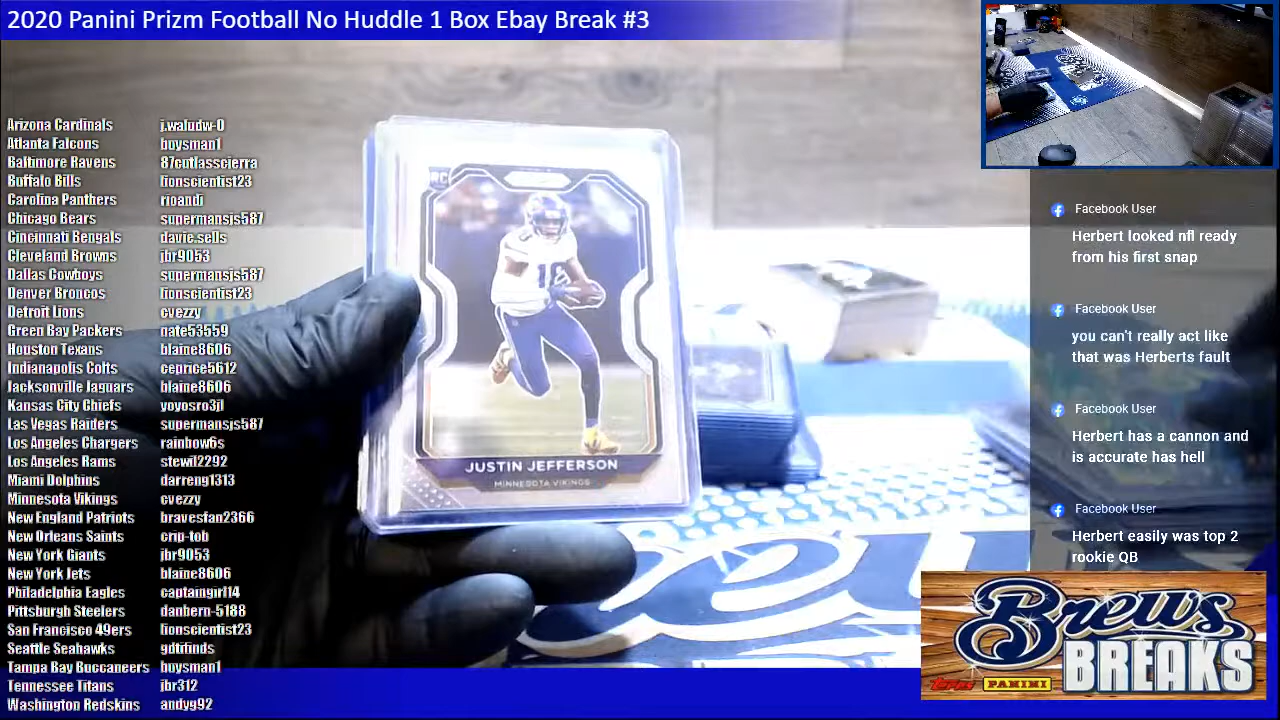 2020 Panini Prizm Football No Huddle 1 Box Ebay Break #3
Arizona Cardinals j.waludw-0
Atlanta Falcons buysman1
Baltimore Ravens 87cutlasscierra
Buffalo Bills lionscientist23
Carolina Panthers rioandi
Chicago Bears supermansjs587
Cincinnati Bengals davie.sells
Cleveland Browns jbr9053
Dallas Cowboys supermansjs587
Denver Broncos lionscientist23
Detroit Lions cvezzy
Green Bay Packers nate53559
Houston Texans blaine8606
Indianapolis Colts ceprice5612
Jacksonville Jaguars blaine8606
Kansas City Chiefs yoyosro3jl
Las Vegas Raiders supermansjs587
Los Angeles Chargers rainbow6s
Los Angeles Rams stewil2292
Miami Dolphins darreng1313
Minnesota Vikings cvezzy
New England Patriots bravesfan2366
New Orleans Saints crip-tob
New York Giants jbr9053
New York Jets blaine8606
Philadelphia Eagles captaingirl14
Pittsburgh Steelers danhern-5188
San Francisco 49ers lionscientist23
Seattle Seahawks gdtifinds
Tampa Bay Buccaneers buysman1
Tennessee Titans jbr312
Washington Redskins andyg92
RC
18
JUSTIN JEFFERSON
MINNESOTA VIKINGS
Facebook User
Herbert looked nfl ready
from his first snap
Facebook User
you can't really act like
that was Herberts fault
Facebook User
Herbert has a cannon and
is accurate has hell
Facebook User
Herbert easily was top 2
rookie QB
Brews
BREAKS
topps PANINI